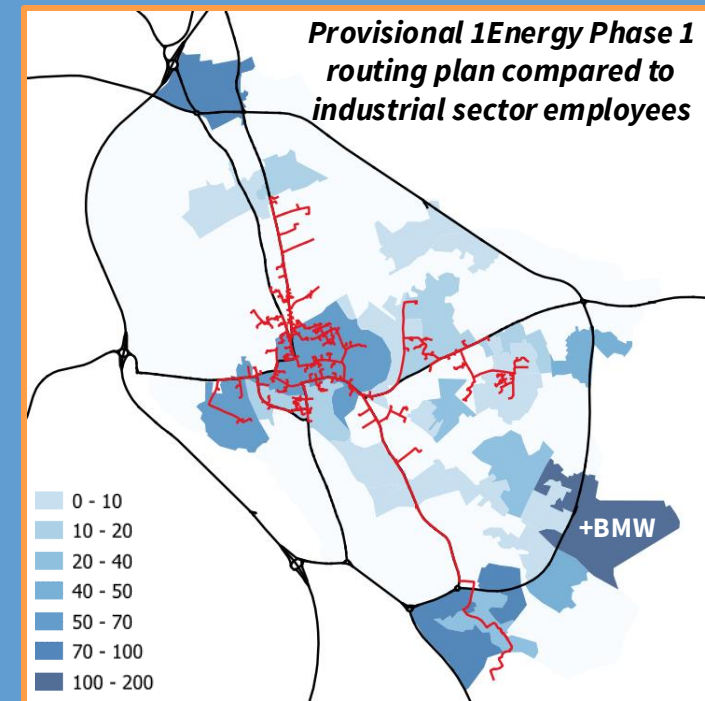 Provisional 1Energy Phase 1
routing plan compared to
industrial sector employees
+BMW
0 - 10
10 - 20
20 - 40
40 - 50
50 - 70
70 - 100
100 - 200